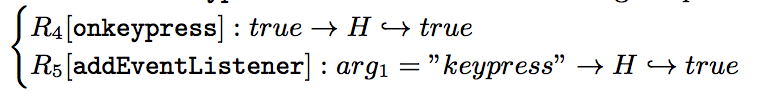 R₄[onkeypress] : true → H ↪ true
R₅[addEventListener] : arg₁ = ”keypress” → H ↪ true